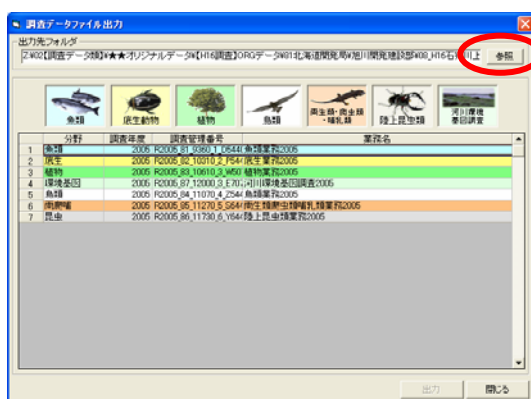 調査データファイル出力
出力先フォルダ
Z:¥02【調査データ類】¥★★オリジナルデータ¥【H16調査】ORGデータ¥81北海道開発局¥旭川開発建設部¥08_H16石狩川上
参照
魚類
底生動物
植物
鳥類
両生類・爬虫類・哺乳類
陸上昆虫類
河川環境基図調査
分野 調査年度 調査管理番号 業務名
1 魚類 2005 R2005_81_9360_1_D544 魚類業務2005
2 底生 2005 R2005_82_10310_2_F54 底生業務2005
3 植物 2005 R2005_83_10610_3_W50 植物業務2005
4 環境基図 2005 R2005_87_12000_3_E70 河川環境基図調査2005
5 鳥類 2005 R2005_84_11070_4_Z54 鳥類業務2005
6 両爬哺 2005 R2005_85_11270_5_S64 両生類爬虫類哺乳類業務2005
7 昆虫 2005 R2005_86_11730_6_Y64 陸上昆虫類業務2005
出力
閉じる